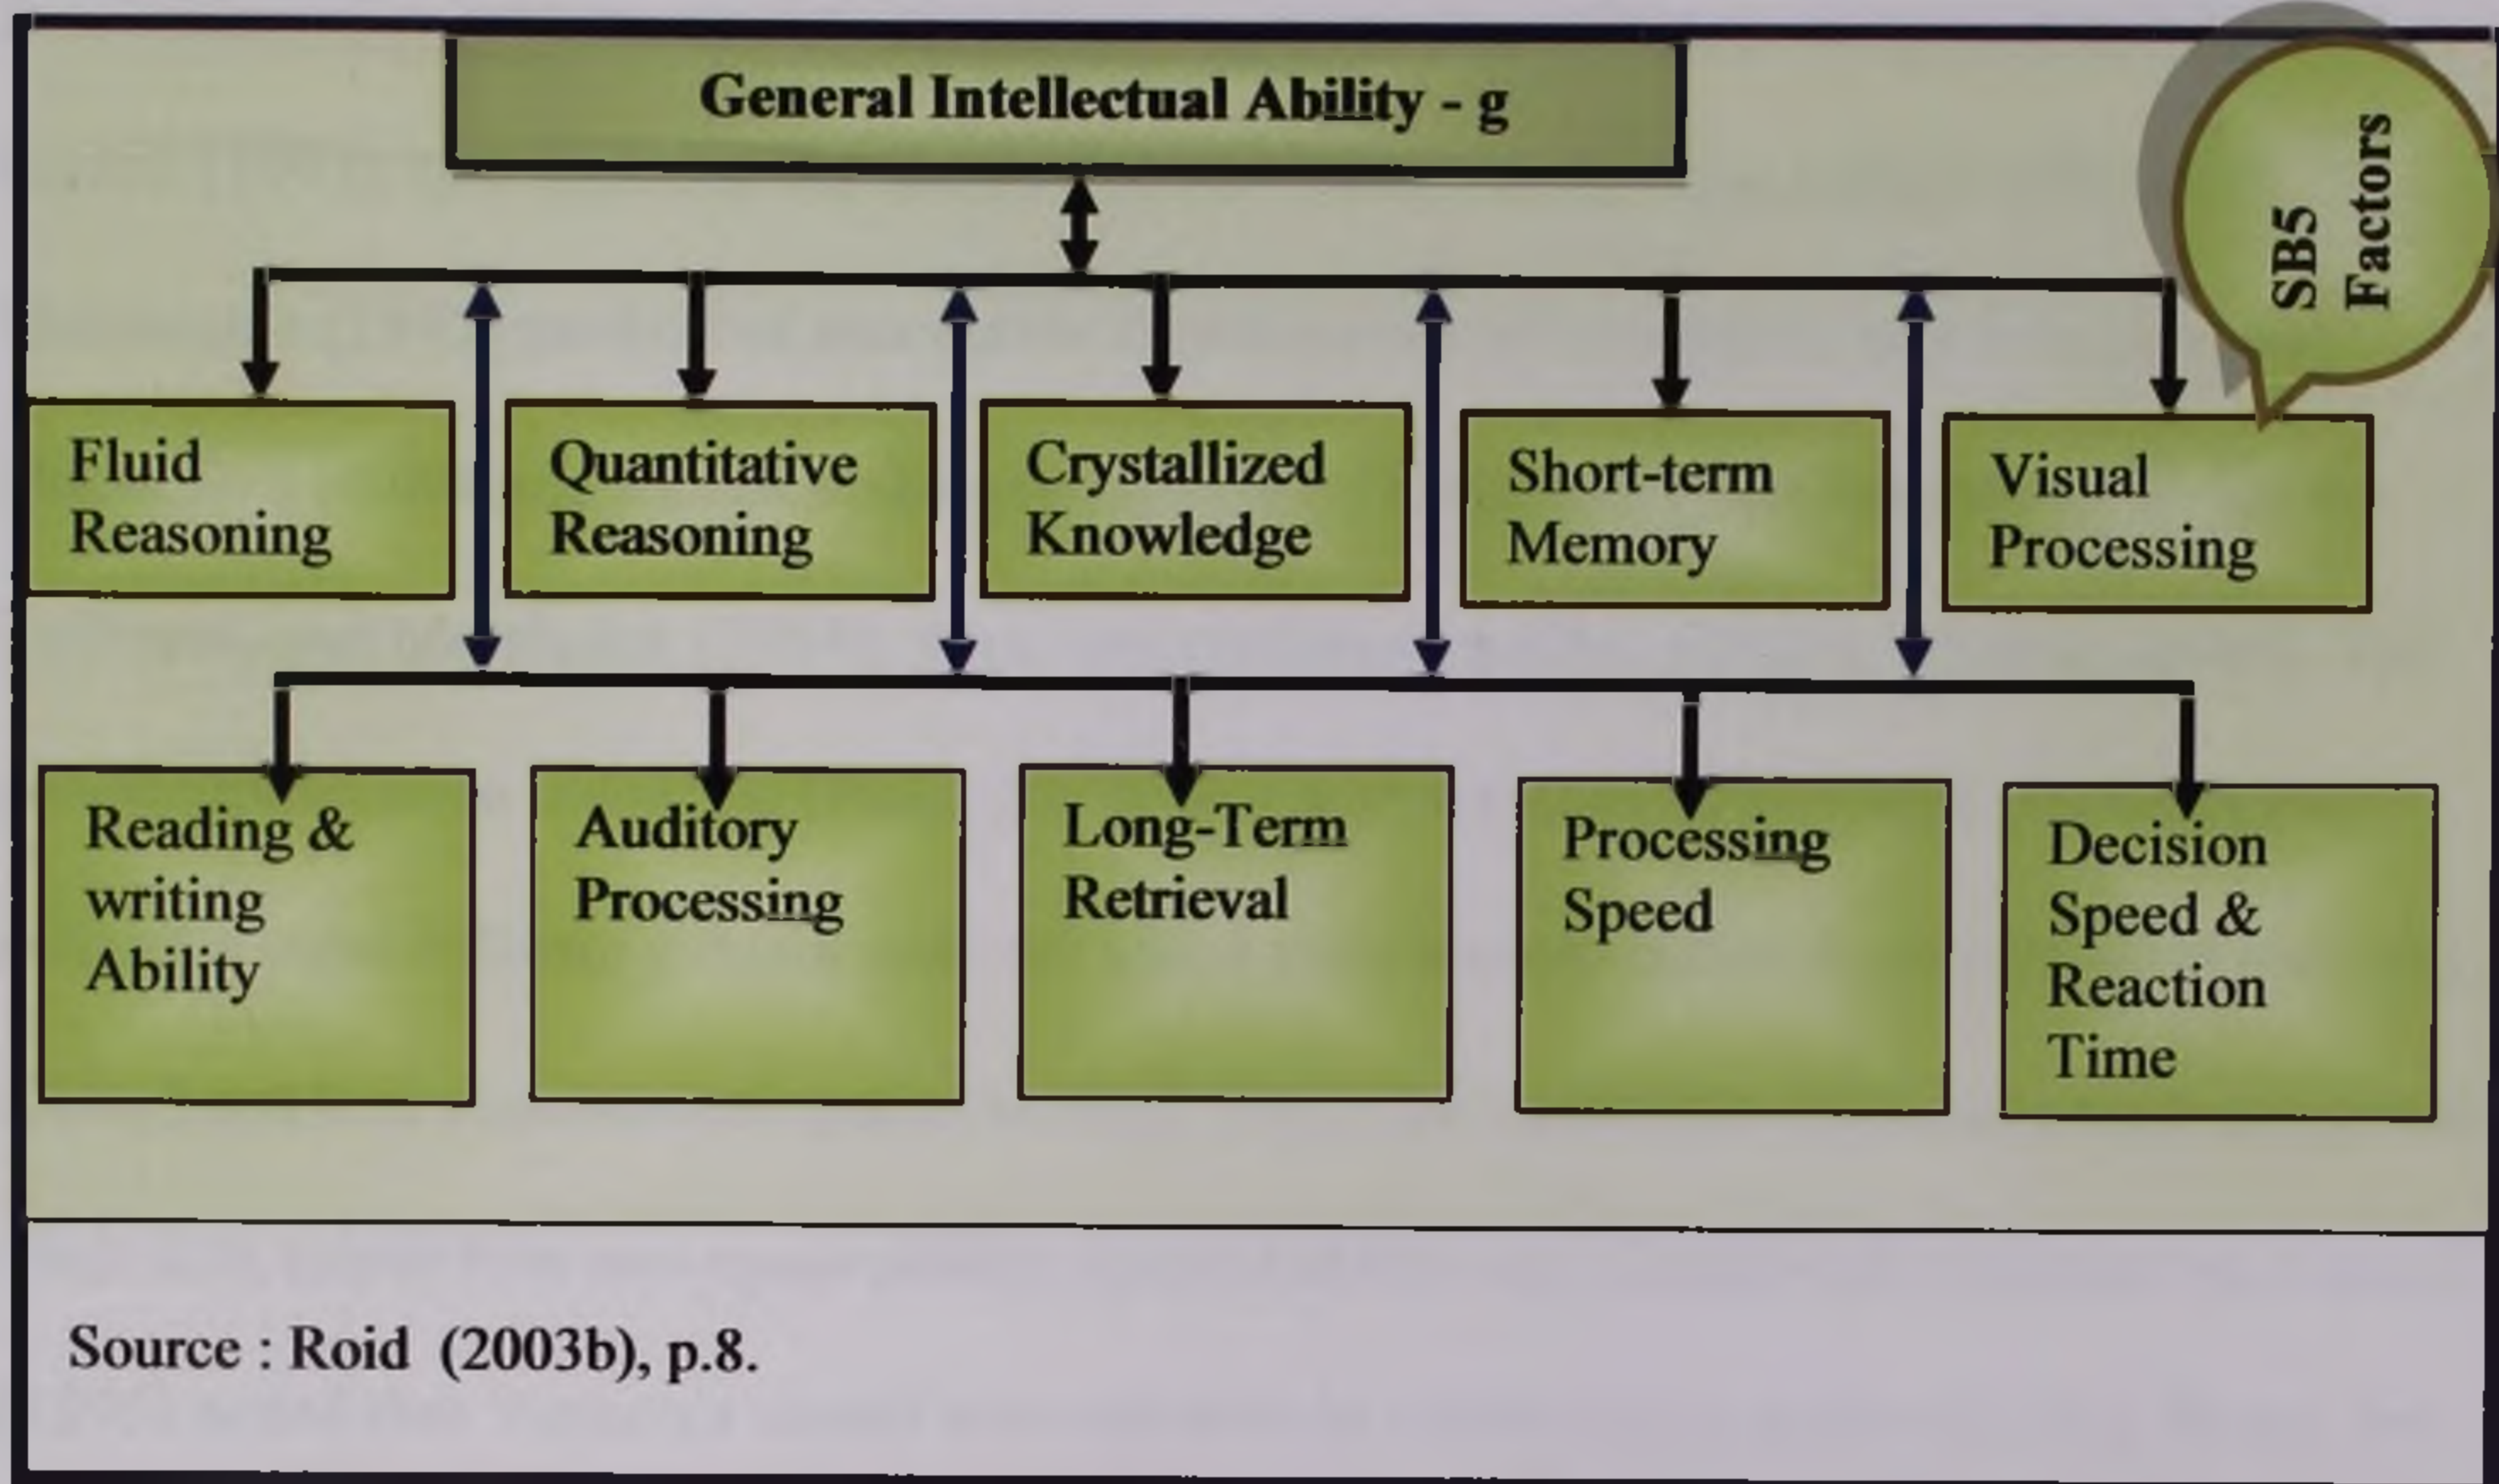 General Intellectual Ability - g
SB5
Factors
Fluid
Reasoning
Quantitative
Reasoning
Crystallized
Knowledge
Short-term
Memory
Visual
Processing
Reading &
writing
Ability
Auditory
Processing
Long-Term
Retrieval
Processing
Speed
Decision
Speed &
Reaction
Time
Source : Roid (2003b), p.8.